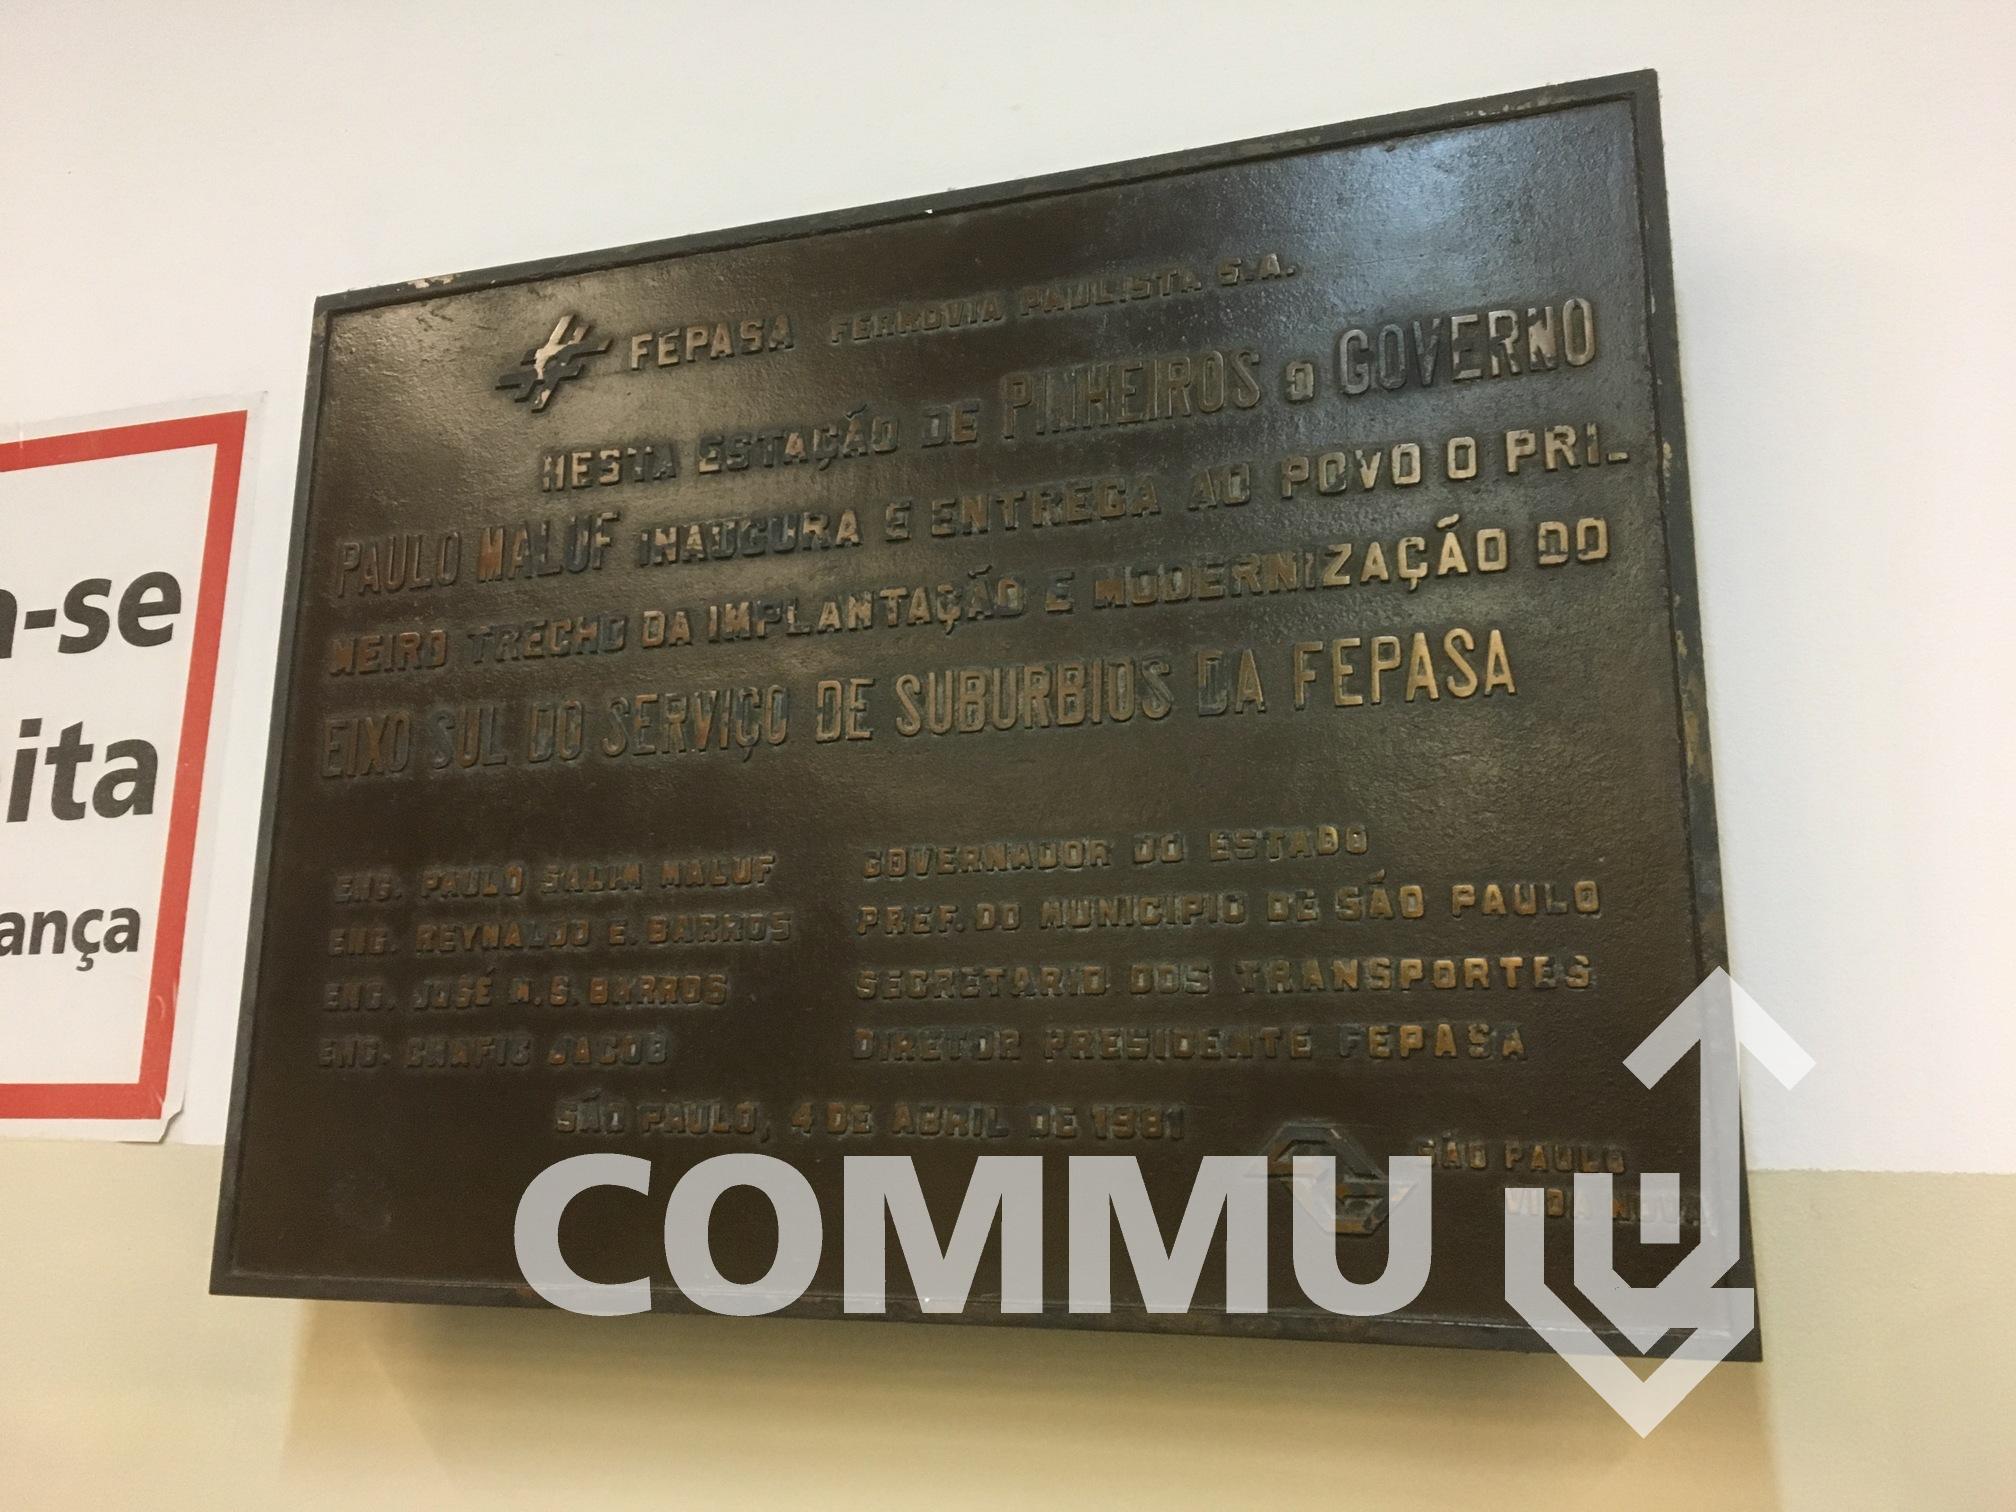 FEPASA FERROVIA PAULISTA S.A.
NESTA ESTAÇÃO DE PINHEIROS O GOVERNO
PAULO MALUF INAUGURA E ENTREGA AO POVO O PRI-
MEIRO TRECHO DA IMPLANTAÇÃO E MODERNIZAÇÃO DO
EIXO SUL DO SERVIÇO DE SUBURBIOS DA FEPASA
ENG. PAULO SALIM MALUF GOVERNADOR DO ESTADO
ENG. REYNALDO E. BARROS PREF. DO MUNICIPIO DE SÃO PAULO
ENG. JOSÉ M.S. BARROS SECRETARIO DOS TRANSPORTES
ENG. CHAFIC JACOB DIRETOR PRESIDENTE FEPASA
SÃO PAULO, 4 DE ABRIL DE 1981
SÃO PAULO
VIDA NOVA
COMMU
-se
ita
ança